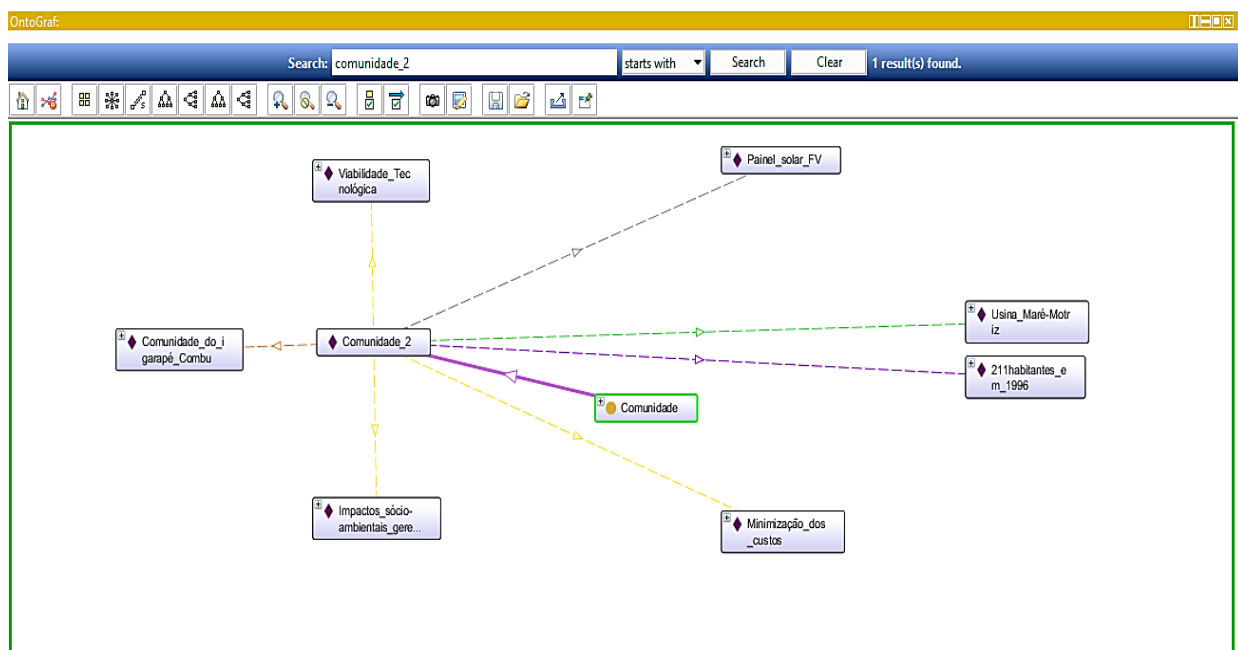 OntoGraf:
Search: comunidade_2 starts with Search Clear 1 result(s) found.
Viabilidade_Tec
nológica
Painel_solar_FV
Usina_Maré-Motr
iz
Comunidade_do_i
garapé_Combu
Comunidade_2
211habitantes_e
m_1996
Comunidade
Impactos_sócio-
ambientais_gere...
Minimização_dos
_custos